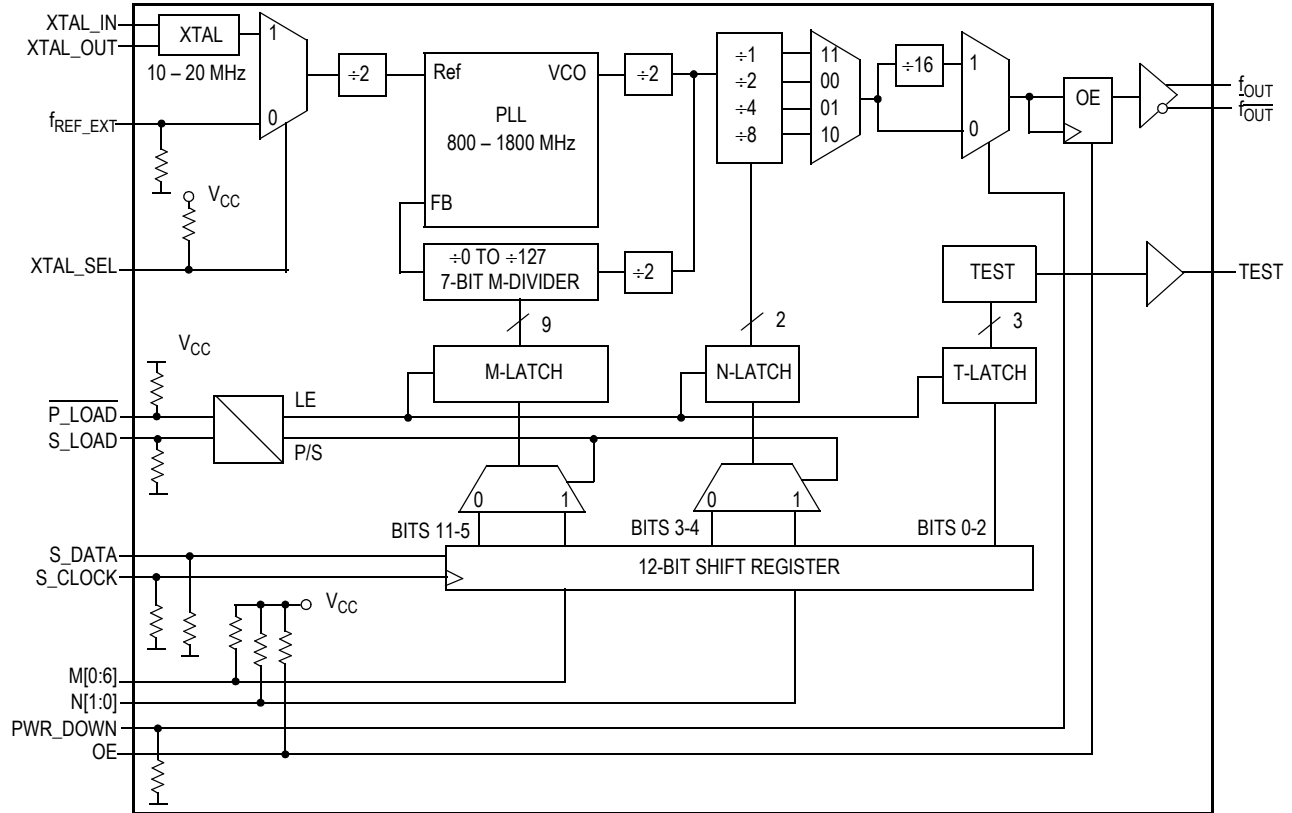 XTAL_IN
XTAL_OUT
XTAL
10 – 20 MHz
1
0
fREF_EXT
VCC
XTAL_SEL
÷2
Ref
VCO
PLL
800 – 1800 MHz
FB
÷2
÷0 TO ÷127
7-BIT M-DIVIDER
÷2
÷1
÷2
÷4
÷8
11
00
01
10
÷16
1
0
OE
fOUT
fOUT
TEST
TEST
9
2
3
VCC
M-LATCH
N-LATCH
T-LATCH
P_LOAD
S_LOAD
LE
P/S
0
1
0
1
BITS 11-5
BITS 3-4
BITS 0-2
S_DATA
S_CLOCK
12-BIT SHIFT REGISTER
VCC
M[0:6]
N[1:0]
PWR_DOWN
OE